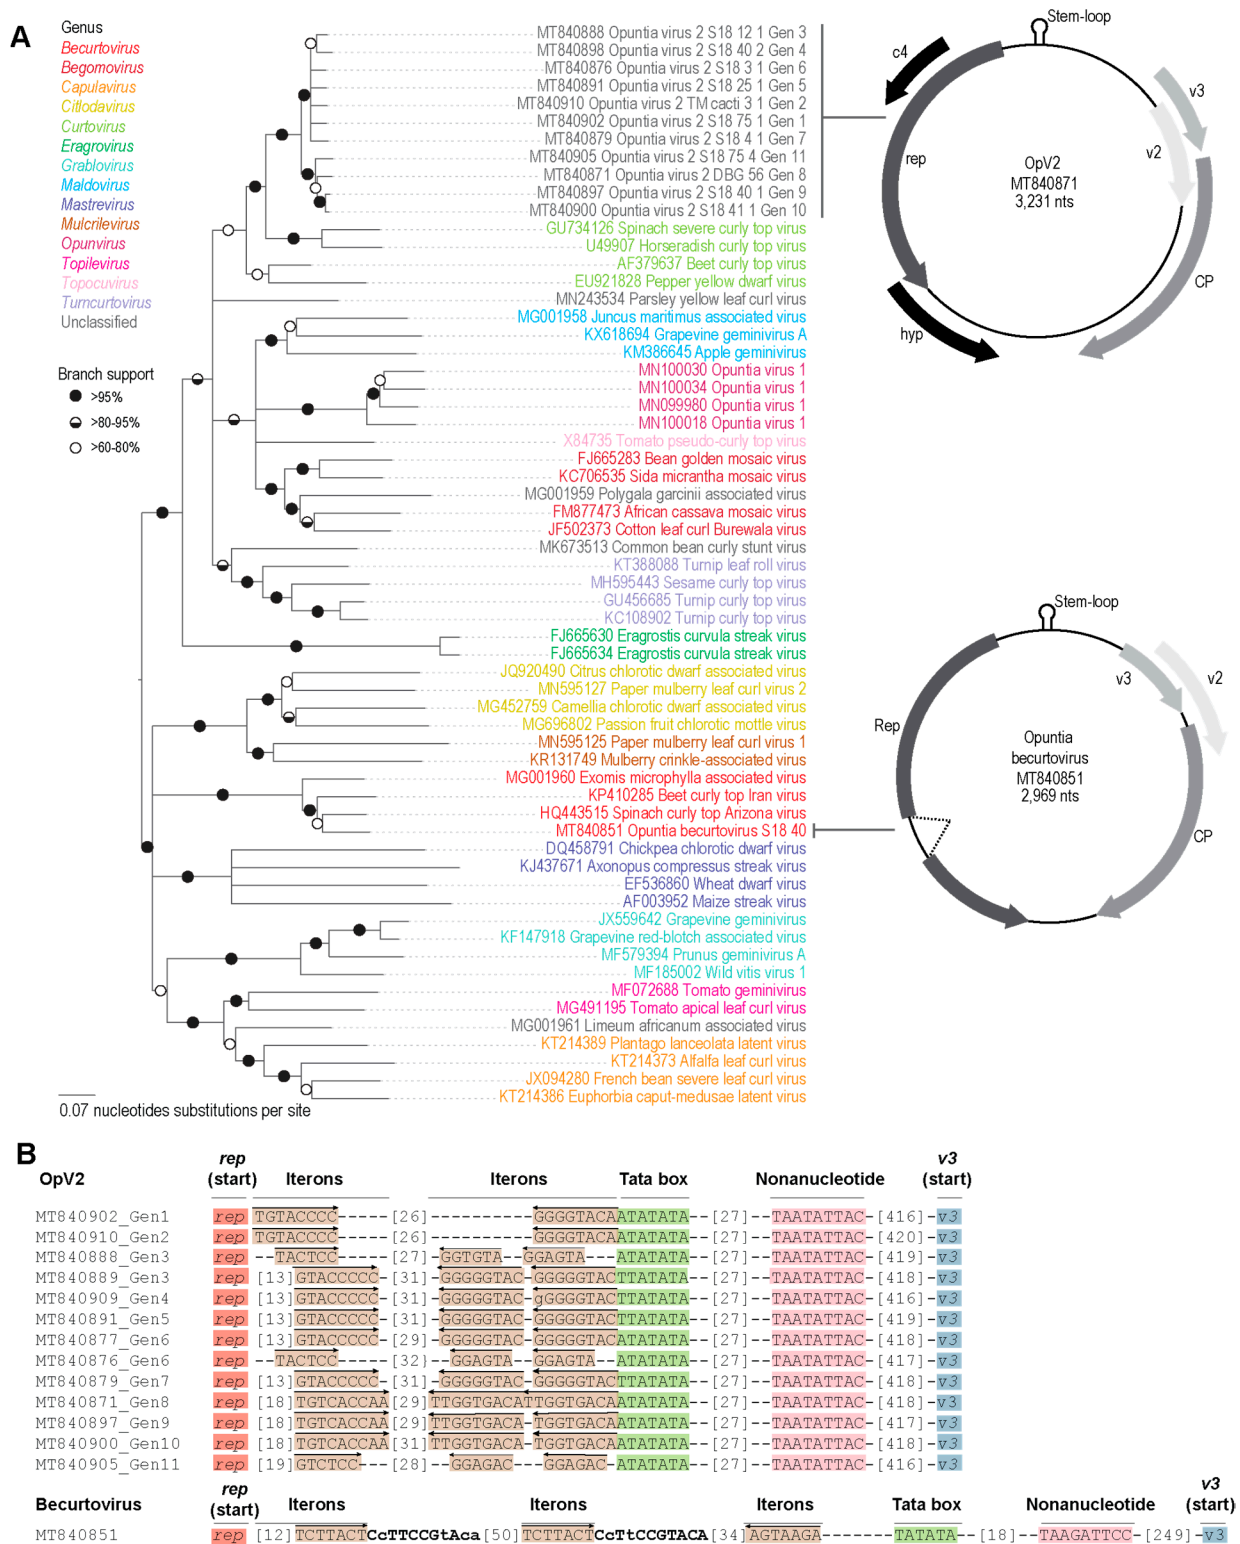 A
Genus
Becurtovirus
Begomovirus
Capulavirus
Citlodavirus
Curtovirus
Eragrovirus
Grablovirus
Maldovirus
Mastrevirus
Mulcrilevirus
Opunvirus
Topilevirus
Topocuvirus
Turncurtovirus
Unclassified
Branch support
>95%
>80-95%
>60-80%
MT840888 Opuntia virus 2 S18 12 1 Gen 3
MT840898 Opuntia virus 2 S18 40 2 Gen 4
MT840876 Opuntia virus 2 S18 3 1 Gen 6
MT840891 Opuntia virus 2 S18 25 1 Gen 5
MT840910 Opuntia virus 2 TM cacti 3 1 Gen 2
MT840902 Opuntia virus 2 S18 75 1 Gen 1
MT840879 Opuntia virus 2 S18 4 1 Gen 7
MT840905 Opuntia virus 2 S18 75 4 Gen 11
MT840871 Opuntia virus 2 DBG 56 Gen 8
MT840897 Opuntia virus 2 S18 40 1 Gen 9
MT840900 Opuntia virus 2 S18 41 1 Gen 10
GU734126 Spinach severe curly top virus
U49907 Horseradish curly top virus
AF379637 Beet curly top virus
EU921828 Pepper yellow dwarf virus
MN243534 Parsley yellow leaf curl virus
MG001958 Juncus maritimus associated virus
KX618694 Grapevine geminivirus A
KM386645 Apple geminivirus
MN100030 Opuntia virus 1
MN100034 Opuntia virus 1
MN099980 Opuntia virus 1
MN100018 Opuntia virus 1
X84735 Tomato pseudo-curly top virus
FJ665283 Bean golden mosaic virus
KC706535 Sida micrantha mosaic virus
MG001959 Polygala garcinii associated virus
FM877473 African cassava mosaic virus
JF502373 Cotton leaf curl Burewala virus
MK673513 Common bean curly stunt virus
KT388088 Turnip leaf roll virus
MH595443 Sesame curly top virus
GU456685 Turnip curly top virus
KC108902 Turnip curly top virus
FJ665630 Eragrostis curvula streak virus
FJ665634 Eragrostis curvula streak virus
JQ920490 Citrus chlorotic dwarf associated virus
MN595127 Paper mulberry leaf curl virus 2
MG452759 Camellia chlorotic dwarf associated virus
MG696802 Passion fruit chlorotic mottle virus
MN595125 Paper mulberry leaf curl virus 1
KR131749 Mulberry crinkle-associated virus
MG001960 Exomis microphylla associated virus
KP410285 Beet curly top Iran virus
HQ443515 Spinach curly top Arizona virus
MT840851 Opuntia becurtovirus S18 40
DQ458791 Chickpea chlorotic dwarf virus
KJ437671 Axonopus compressus streak virus
EF536860 Wheat dwarf virus
AF003952 Maize streak virus
JX559642 Grapevine geminivirus
KF147918 Grapevine red-blotch associated virus
MF579394 Prunus geminivirus A
MF185002 Wild vitis virus 1
MF072688 Tomato geminivirus
MG491195 Tomato apical leaf curl virus
MG001961 Limeum africanum associated virus
KT214389 Plantago lanceolata latent virus
KT214373 Alfalfa leaf curl virus
JX094280 French bean severe leaf curl virus
KT214386 Euphorbia caput-medusae latent virus
0.07 nucleotides substitutions per site
Stem-loop
c4
v3
v2
rep
OpV2
MT840871
3,231 nts
CP
hyp
Stem-loop
v3
v2
Rep
Opuntia
becurtovirus
MT840851
2,969 nts
CP
B
OpV2 rep (start) Iterons Iterons Tata box Nonanucleotide v3 (start)
MT840902_Gen1 rep TGTACCCC-----[26]----------GGGGTACAATATATA--[27]--TAATATTAC-[416]-v3
MT840910_Gen2 rep TGTACCCC-----[26]----------GGGGTACAATATATA--[27]--TAATATTAC-[420]-v3
MT840888_Gen3 rep--TACTCC-----[27]-GGTGTA--GGAGTA---ATATATA--[27]--TAATATTAC-[419]-v3
MT840889_Gen3 rep [13]GTACCCCC-[31]-GGGGGTAC-GGGGGTACTTATATA--[27]--TAATATTAC-[418]-v3
MT840909_Gen4 rep [13]GTACCCCC-[31]-GGGGGTAC-gGGGGTACTTATATA--[27]--TAATATTAC-[416]-v3
MT840891_Gen5 rep [13]GTACCCCC-[31]-GGGGGTAC-GGGGGTACTTATATA--[27]--TAATATTAC-[419]-v3
MT840877_Gen6 rep [13]GTACCCCC-[29]-GGGGGTAC-GGGGGTACATATATA--[27]--TAATATTAC-[418]-v3
MT840876_Gen6 rep--TACTCC-----[32}--GGAGTA--GGAGTA--ATATATA--[27]--TAATATTAC-[417]-v3
MT840879_Gen7 rep [13]GTACCCCC-[31]-GGGGGTAC-GGGGGTACTTATATA--[27]--TAATATTAC-[418]-v3
MT840871_Gen8 rep [18]TGTCACCAA[29]TTGGTGACATTGGTGACAATATATA--[27]--TAATATTAC-[418]-v3
MT840897_Gen9 rep [18]TGTCACCAA[29]TTGGTGACA-TGGTGACAATATATA--[27]--TAATATTAC-[417]-v3
MT840900_Gen10 rep [18]TGTCACCAA[31]TTGGTGACA-TGGTGACAATATATA--[27]--TAATATTAC-[418]-v3
MT840905_Gen11 rep [19]GTCTCC---[28]--GGAGAC---GGAGAC-ATATATA--[27]--TAATATTAC-[416]-v3
Becurtovirus rep (start) Iterons Iterons Iterons Tata box Nonanucleotide v3 (start)
MT840851 rep [12]TCTTACTCcTTCCGtAca[50]TCTTACTCcTtCCGTACA[34]AGTAAGA-------TATATA--[18]--TAAGATTCC-[249]-v3